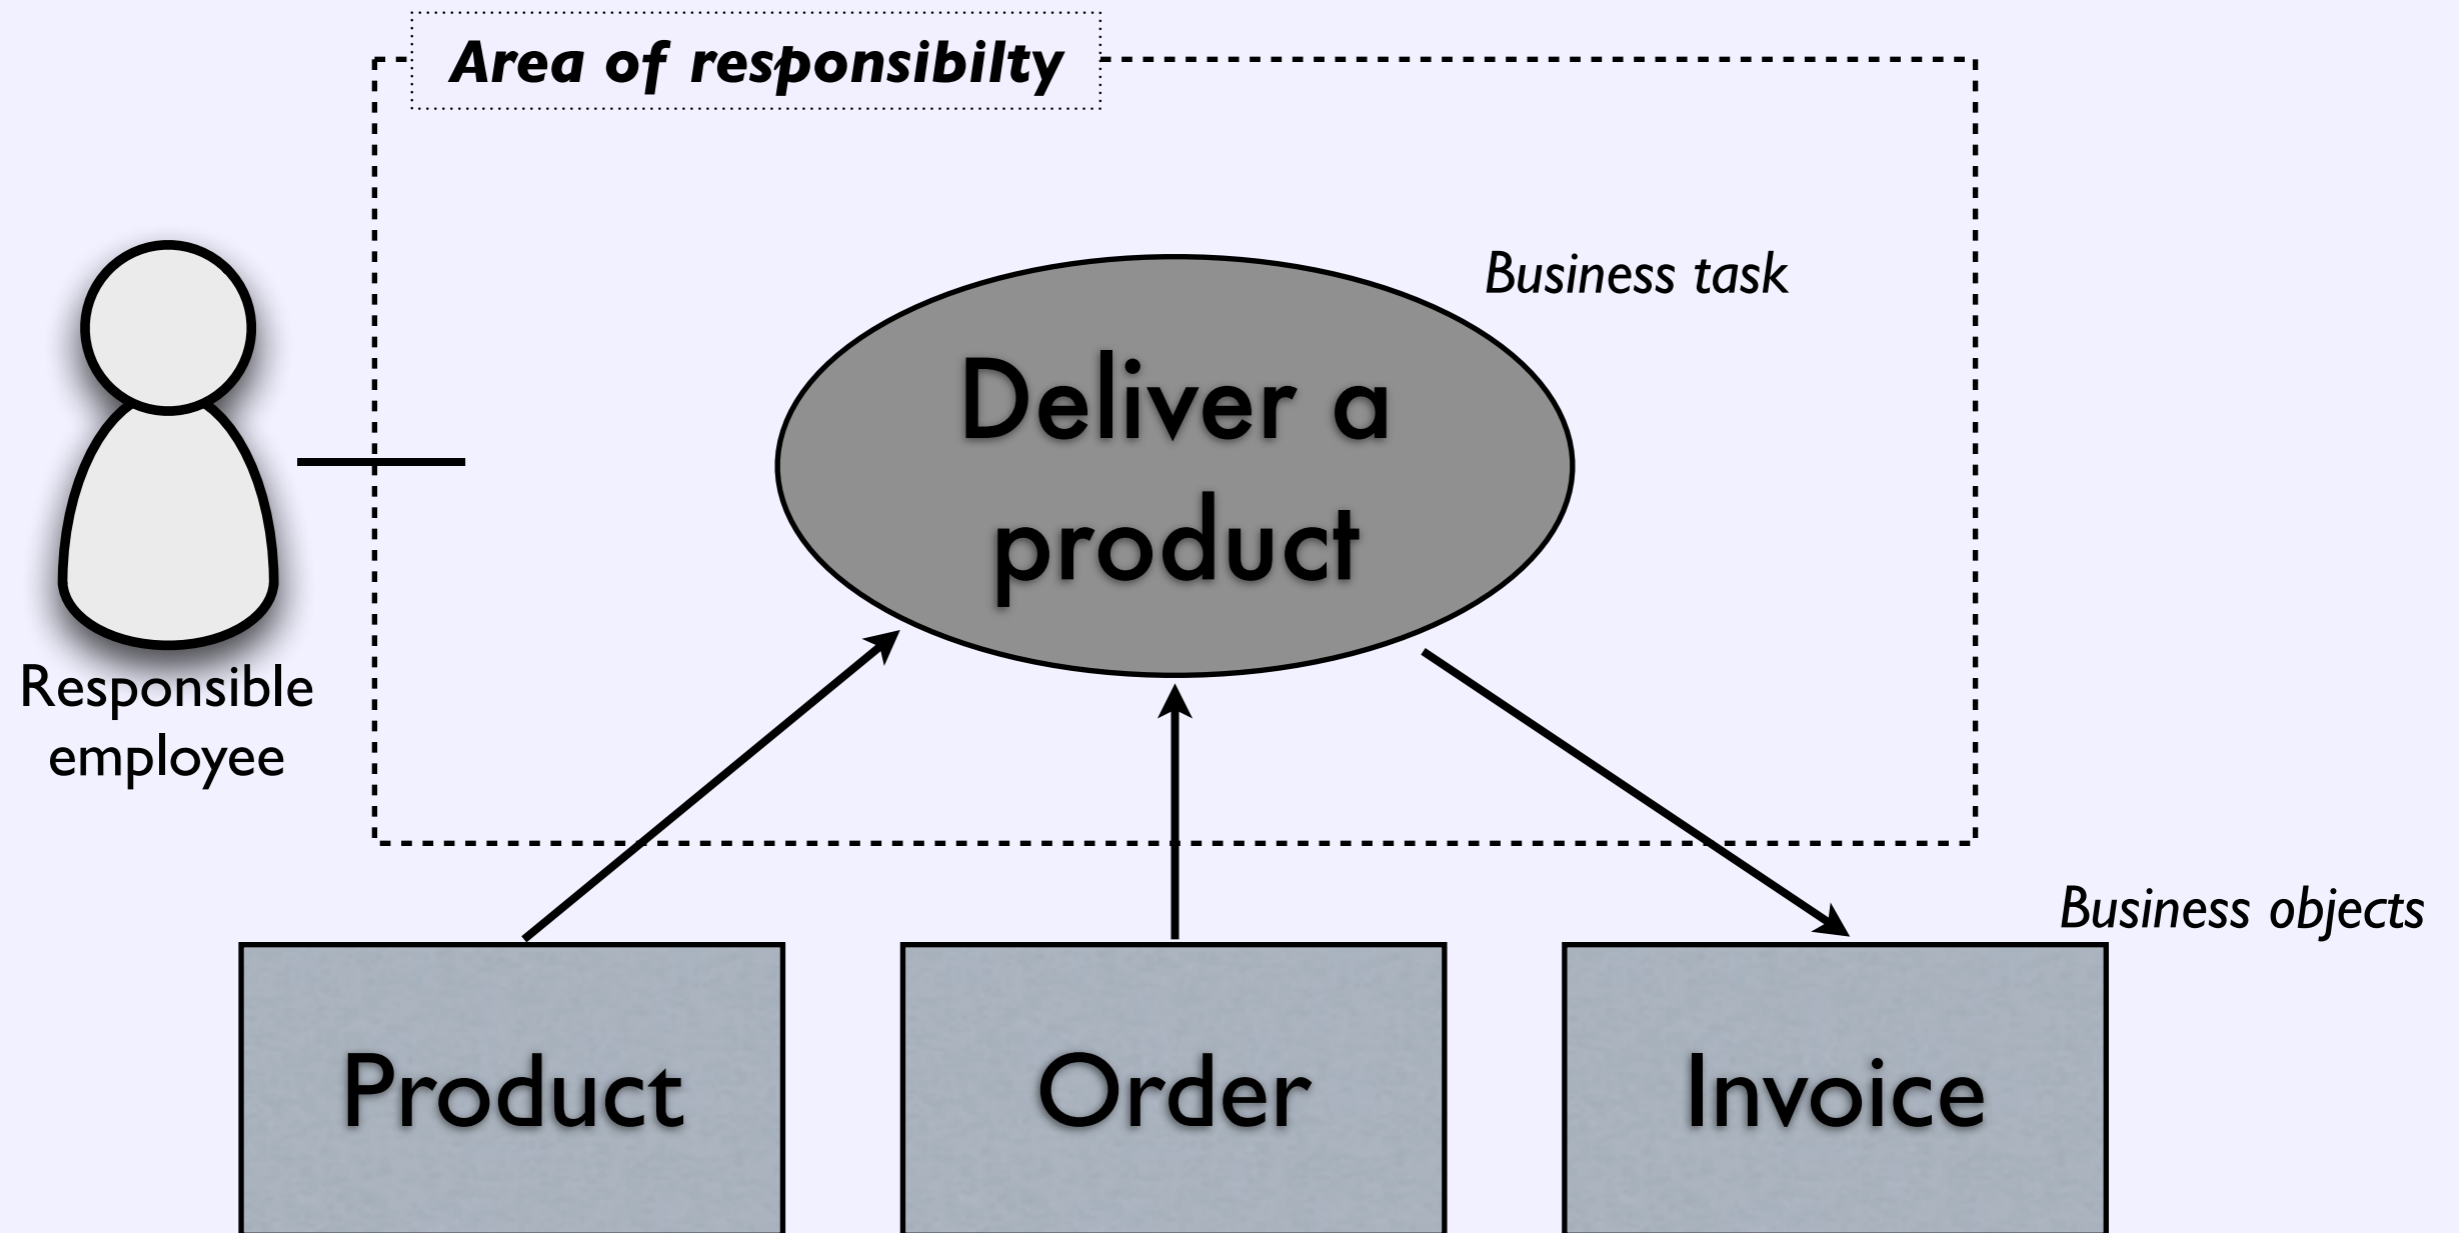 Area of responsibilty
Business task
Deliver a
product
Responsible
employee
Business objects
Product
Order
Invoice